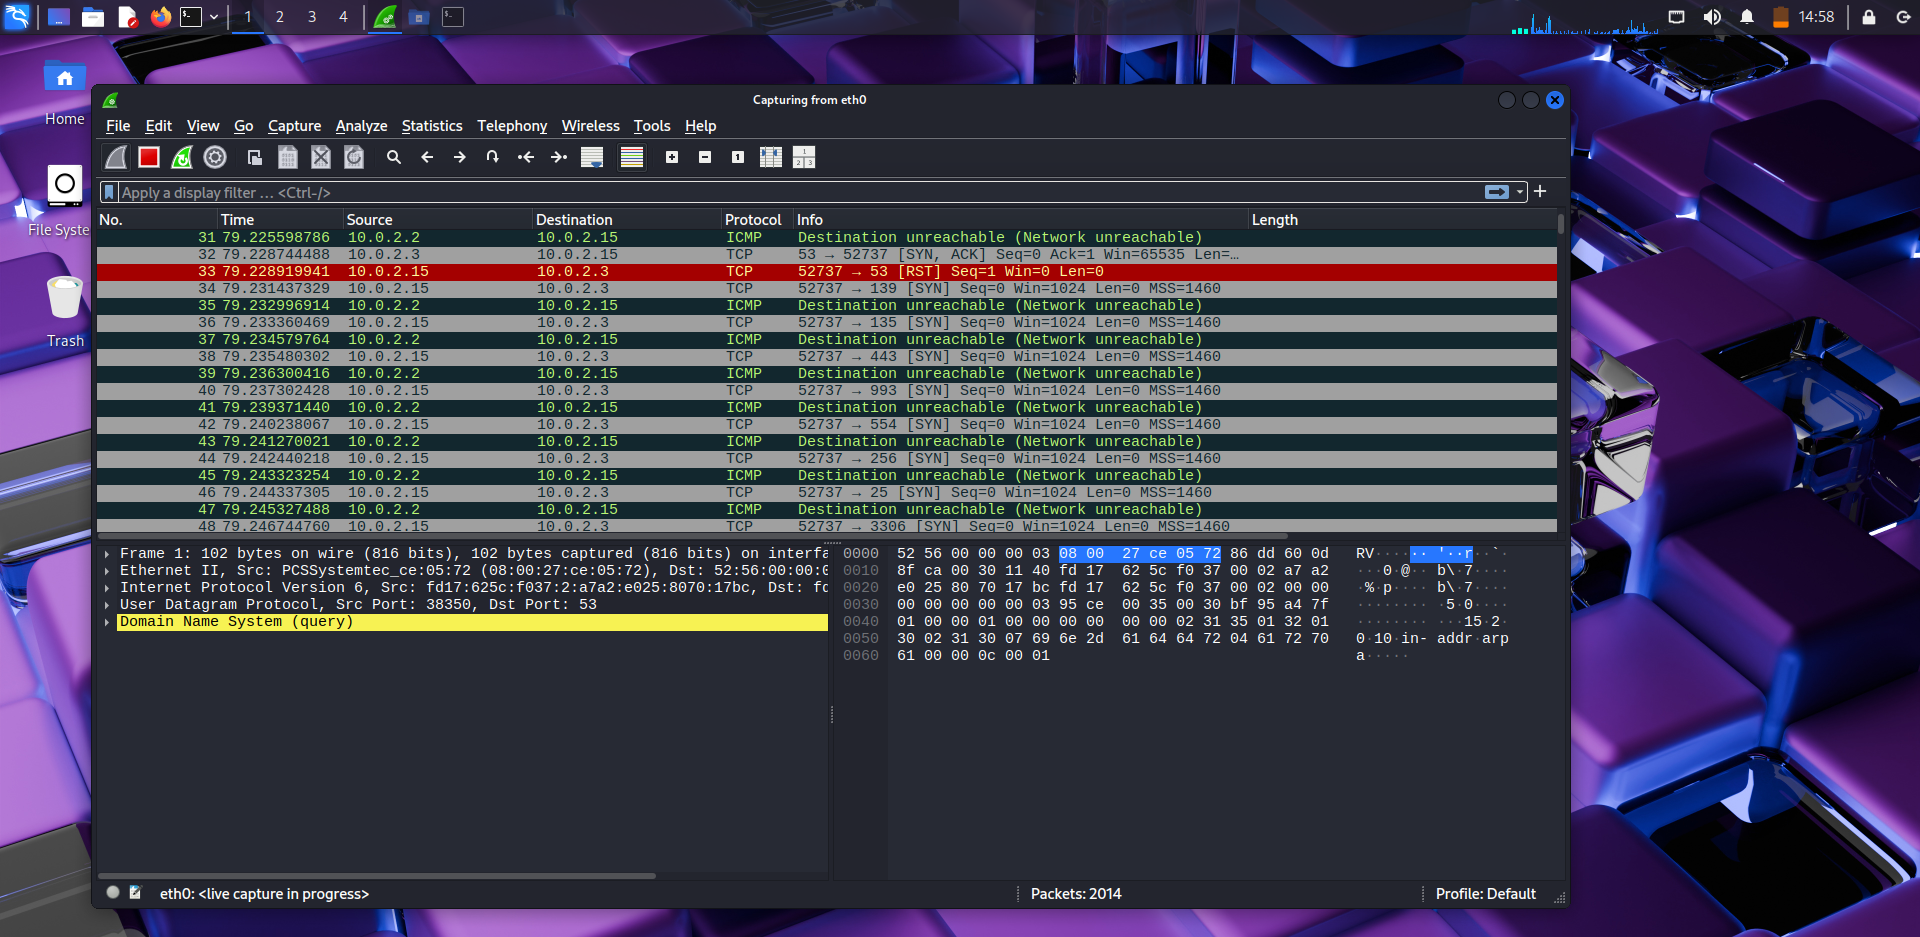 1 2 3 4 14:58
Home
File Syste
Trash
Capturing from eth0
File Edit View Go Capture Analyze Statistics Telephony Wireless Tools Help
Apply a display filter … <Ctrl-/>
No. Time Source Destination Protocol Info Length
31 79.225598786 10.0.2.2 10.0.2.15 ICMP Destination unreachable (Network unreachable)
32 79.228744488 10.0.2.3 10.0.2.15 TCP 53 → 52737 [SYN, ACK] Seq=0 Ack=1 Win=65535 Len=…
33 79.228919941 10.0.2.15 10.0.2.3 TCP 52737 → 53 [RST] Seq=1 Win=0 Len=0
34 79.231437329 10.0.2.15 10.0.2.3 TCP 52737 → 139 [SYN] Seq=0 Win=1024 Len=0 MSS=1460
35 79.232996914 10.0.2.2 10.0.2.15 ICMP Destination unreachable (Network unreachable)
36 79.233360469 10.0.2.15 10.0.2.3 TCP 52737 → 135 [SYN] Seq=0 Win=1024 Len=0 MSS=1460
37 79.234579764 10.0.2.2 10.0.2.15 ICMP Destination unreachable (Network unreachable)
38 79.235480302 10.0.2.15 10.0.2.3 TCP 52737 → 443 [SYN] Seq=0 Win=1024 Len=0 MSS=1460
39 79.236300416 10.0.2.2 10.0.2.15 ICMP Destination unreachable (Network unreachable)
40 79.237302428 10.0.2.15 10.0.2.3 TCP 52737 → 993 [SYN] Seq=0 Win=1024 Len=0 MSS=1460
41 79.239371440 10.0.2.2 10.0.2.15 ICMP Destination unreachable (Network unreachable)
42 79.240238067 10.0.2.15 10.0.2.3 TCP 52737 → 554 [SYN] Seq=0 Win=1024 Len=0 MSS=1460
43 79.241270021 10.0.2.2 10.0.2.15 ICMP Destination unreachable (Network unreachable)
44 79.242440218 10.0.2.15 10.0.2.3 TCP 52737 → 256 [SYN] Seq=0 Win=1024 Len=0 MSS=1460
45 79.243323254 10.0.2.2 10.0.2.15 ICMP Destination unreachable (Network unreachable)
46 79.244337305 10.0.2.15 10.0.2.3 TCP 52737 → 25 [SYN] Seq=0 Win=1024 Len=0 MSS=1460
47 79.245327488 10.0.2.2 10.0.2.15 ICMP Destination unreachable (Network unreachable)
48 79.246744760 10.0.2.15 10.0.2.3 TCP 52737 → 3306 [SYN] Seq=0 Win=1024 Len=0 MSS=1460
Frame 1: 102 bytes on wire (816 bits), 102 bytes captured (816 bits) on interfa
Ethernet II, Src: PCSSystemtec_ce:05:72 (08:00:27:ce:05:72), Dst: 52:56:00:00:0
Internet Protocol Version 6, Src: fd17:625c:f037:2:a7a2:e025:8070:17bc, Dst: fd
User Datagram Protocol, Src Port: 38350, Dst Port: 53
Domain Name System (query)
0000 52 56 00 00 00 03 08 00 27 ce 05 72 86 dd 60 0d RV······ '··r··`·
0010 8f ca 00 30 11 40 fd 17 62 5c f0 37 00 02 a7 a2 ···0·@·· b\·7····
0020 e0 25 80 70 17 bc fd 17 62 5c f0 37 00 02 00 00 ·%·p···· b\·7····
0030 00 00 00 00 00 03 95 ce 00 35 00 30 bf 95 a4 7f ········ ·5·0····
0040 01 00 00 01 00 00 00 00 00 00 02 31 35 01 32 01 ········ ···15·2·
0050 30 02 31 30 07 69 6e 2d 61 64 64 72 04 61 72 70 0·10·in- addr·arp
0060 61 00 00 0c 00 01 a·····
eth0: <live capture in progress> Packets: 2014 Profile: Default